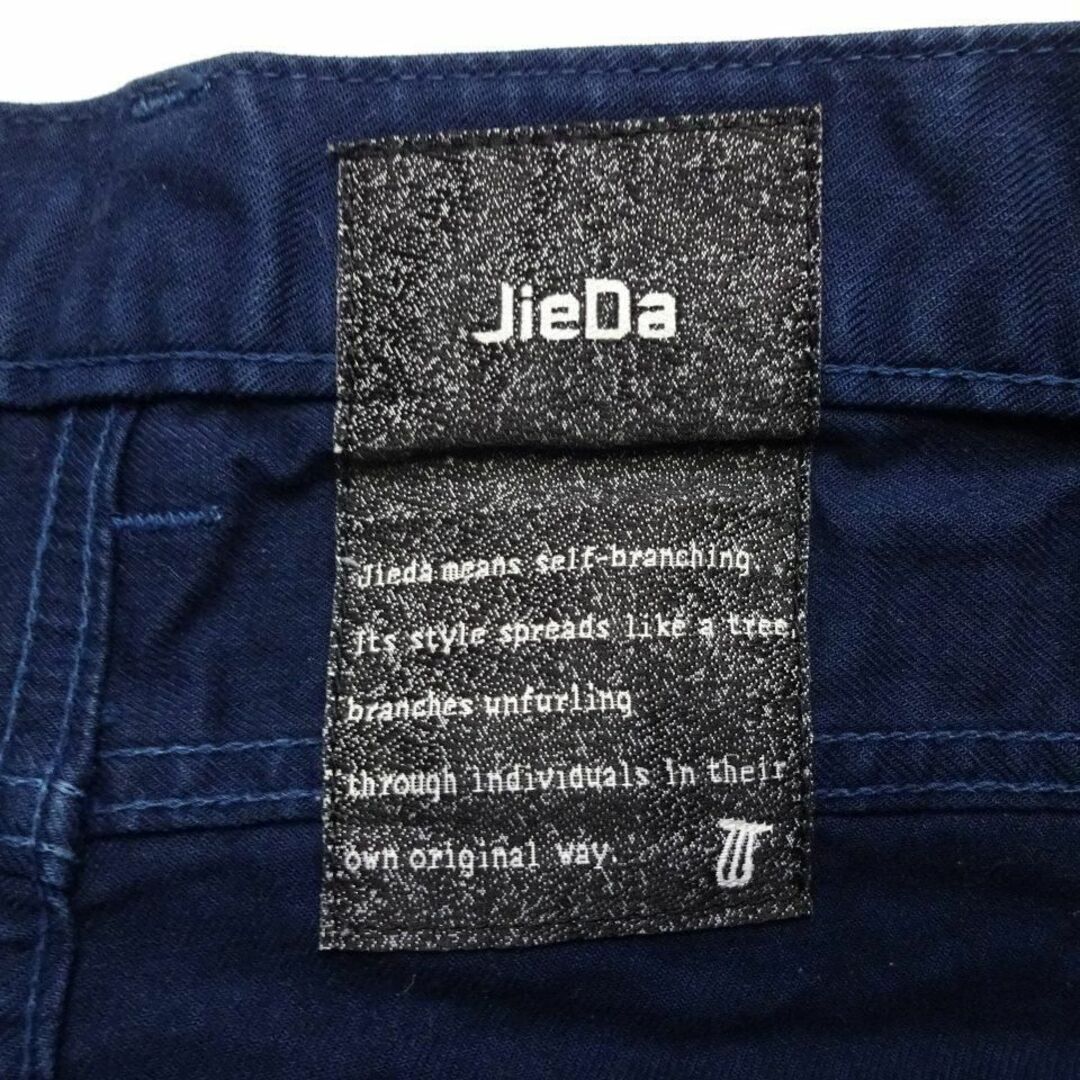 JieDa
Jieda means self-branching
Its style spreads like a tree,
branches unfurling
through individuals in their
own original way.